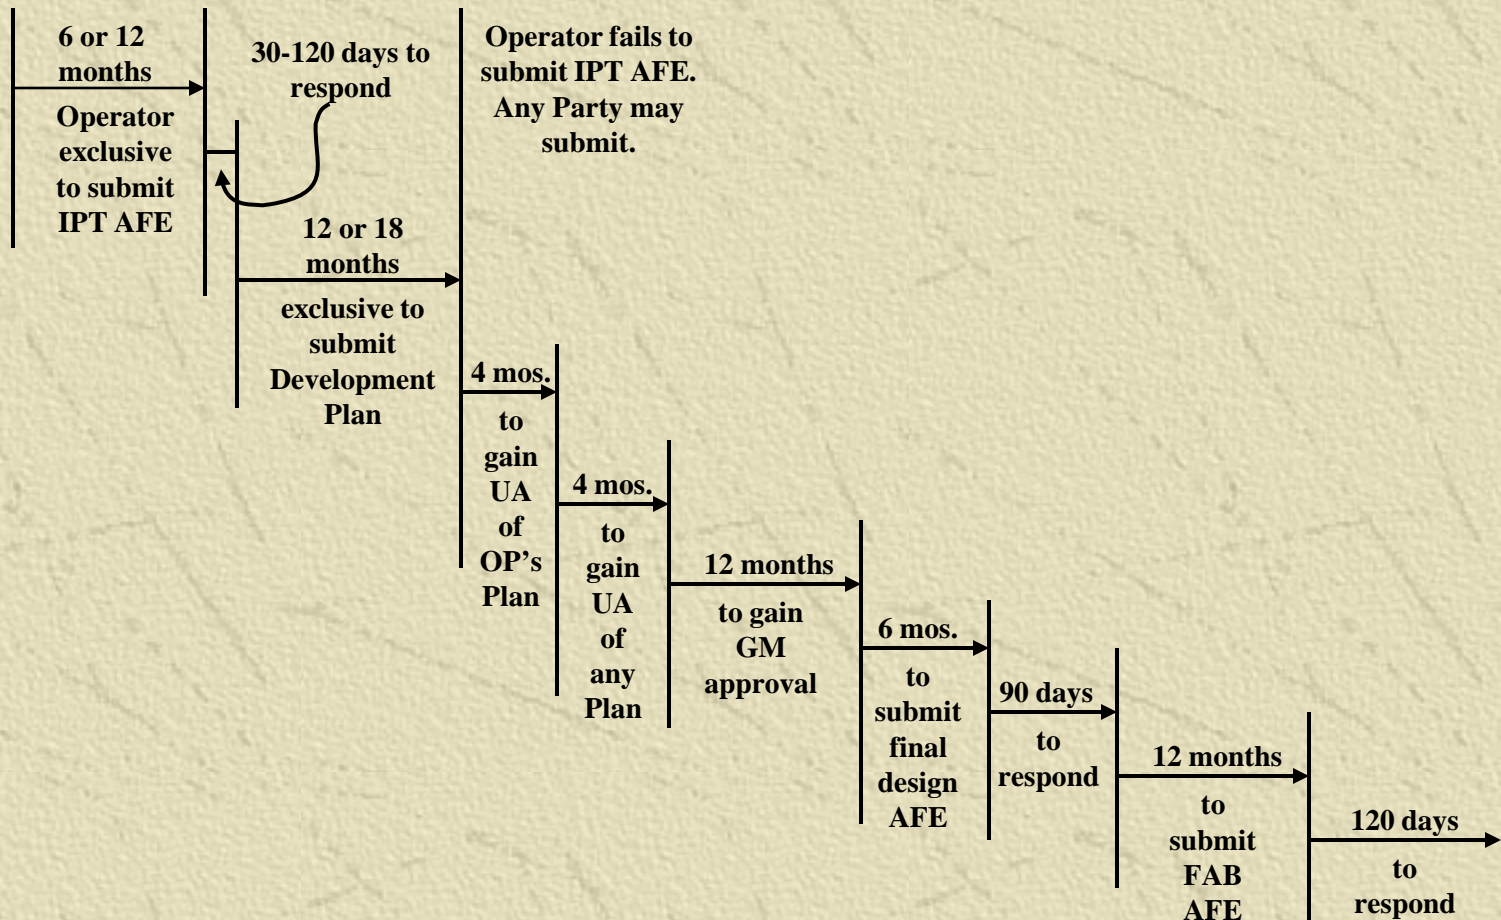 6 or 12
months
Operator
exclusive
to submit
IPT AFE
30-120 days to
respond
12 or 18
months
exclusive to
submit
Development
Plan
Operator fails to
submit IPT AFE.
Any Party may
submit.
4 mos.
to
gain
UA
of
OP’s
Plan
4 mos.
to
gain
UA
of
any
Plan
12 months
to gain
GM
approval
6 mos.
to
submit
final
design
AFE
90 days
to
respond
12 months
to
submit
FAB
AFE
120 days
to
respond